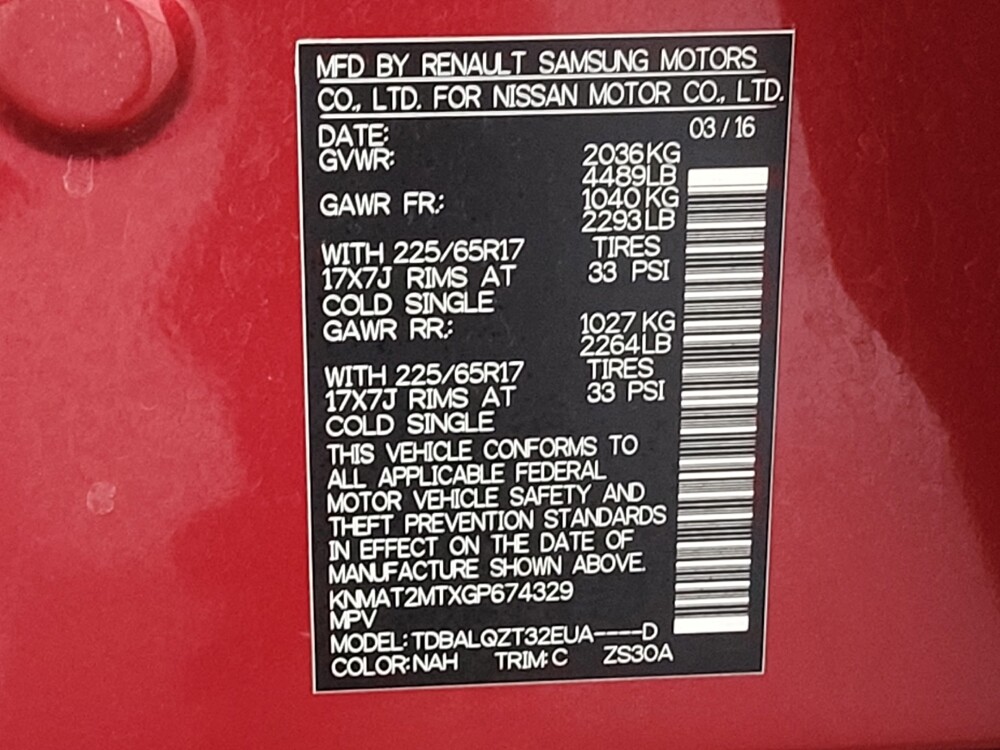 MFD BY RENAULT SAMSUNG MOTORS
CO., LTD. FOR NISSAN MOTOR CO., LTD.
DATE: 03 / 16
GVWR: 2036 KG
4489 LB
GAWR FR.: 1040 KG
2293 LB
WITH 225/65R17 TIRES
17X7J RIMS AT 33 PSI
COLD SINGLE
GAWR RR.: 1027 KG
2264 LB
WITH 225/65R17 TIRES
17X7J RIMS AT 33 PSI
COLD SINGLE
THIS VEHICLE CONFORMS TO
ALL APPLICABLE FEDERAL
MOTOR VEHICLE SAFETY AND
THEFT PREVENTION STANDARDS
IN EFFECT ON THE DATE OF
MANUFACTURE SHOWN ABOVE.
KNMAT2MTXGP674329
MPV
MODEL: TDBALQZT32EUA----D
COLOR: NAH TRIM: C ZS30A